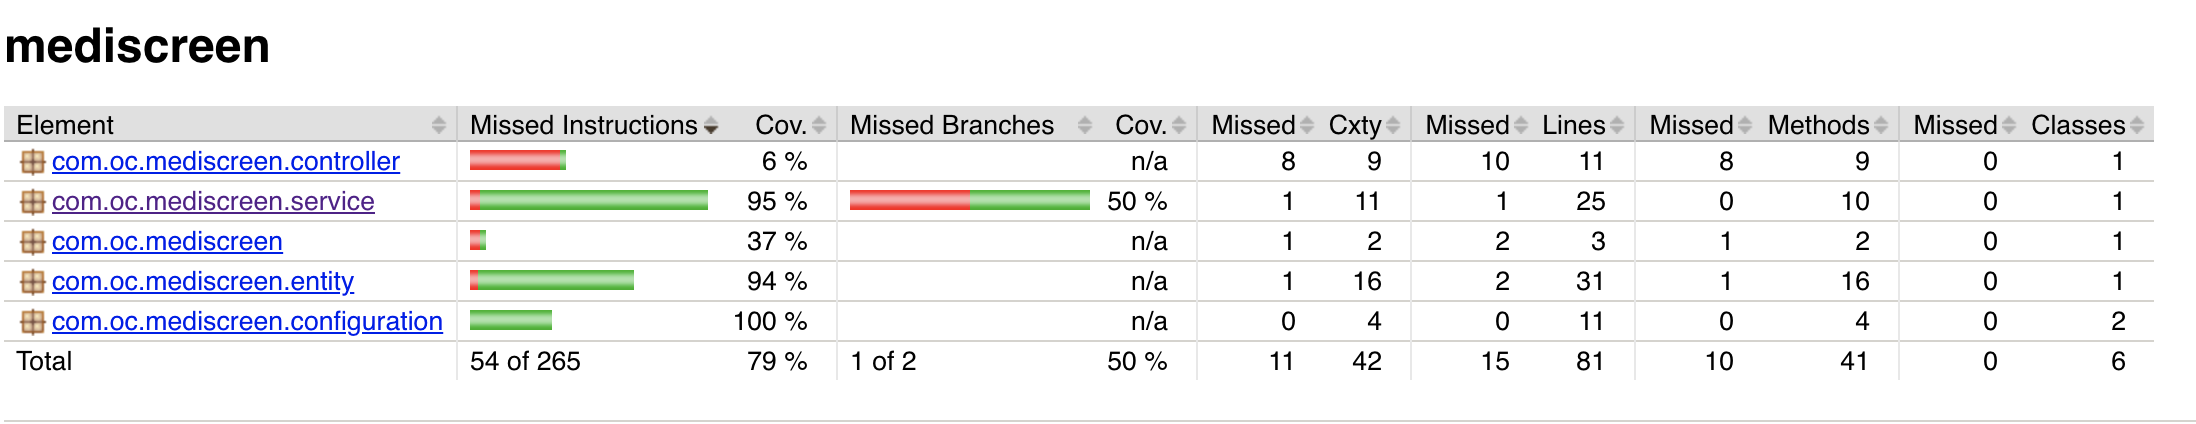 mediscreen
Element Missed Instructions Cov. Missed Branches Cov. Missed Cxty Missed Lines Missed Methods Missed Classes
com.oc.mediscreen.controller 6 % n/a 8 9 10 11 8 9 0 1
com.oc.mediscreen.service 95 % 50 % 1 11 1 25 0 10 0 1
com.oc.mediscreen 37 % n/a 1 2 2 3 1 2 0 1
com.oc.mediscreen.entity 94 % n/a 1 16 2 31 1 16 0 1
com.oc.mediscreen.configuration 100 % n/a 0 4 0 11 0 4 0 2
Total 54 of 265 79 % 1 of 2 50 % 11 42 15 81 10 41 0 6